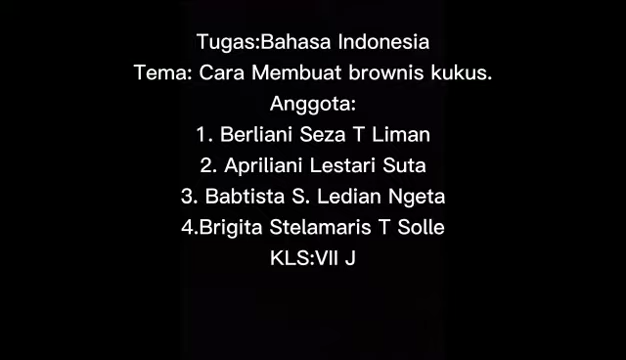 Tugas:Bahasa Indonesia
Tema: Cara Membuat brownis kukus.
Anggota:
1. Berliani Seza T Liman
2. Apriliani Lestari Suta
3. Babtista S. Ledian Ngeta
4.Brigita Stelamaris T Solle
KLS:VII J